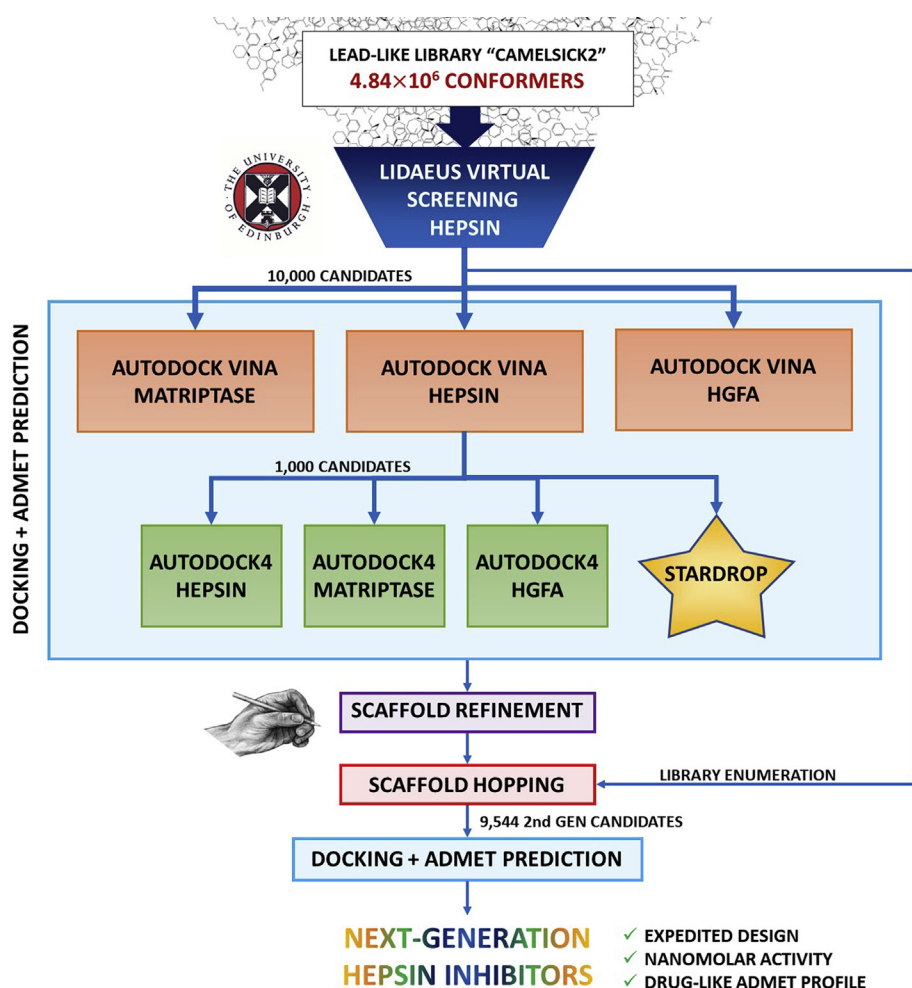 LEAD-LIKE LIBRARY “CAMELSICK2”
4.84×10⁶ CONFORMERS
LIDAEUS VIRTUAL
SCREENING
HEPSIN
THE UNIVERSITY
OF EDINBURGH
10,000 CANDIDATES
DOCKING + ADMET PREDICTION
AUTODOCK VINA
MATRIPTASE
AUTODOCK VINA
HEPSIN
AUTODOCK VINA
HGFA
1,000 CANDIDATES
AUTODOCK4
HEPSIN
AUTODOCK4
MATRIPTASE
AUTODOCK4
HGFA
STARDROP
SCAFFOLD REFINEMENT
SCAFFOLD HOPPING
LIBRARY ENUMERATION
9,544 2nd GEN CANDIDATES
DOCKING + ADMET PREDICTION
NEXT-GENERATION
HEPSIN INHIBITORS
✓ EXPEDITED DESIGN
✓ NANOMOLAR ACTIVITY
✓ DRUG-LIKE ADMET PROFILE